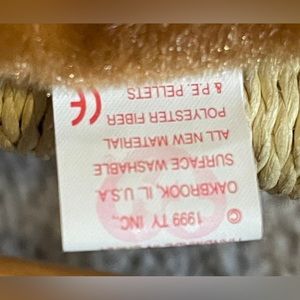 © 1999 TY INC.,
OAKBROOK, IL. U.S.A.
SURFACE WASHABLE
ALL NEW MATERIAL
POLYESTER FIBER
& P.E. PELLETS
CE